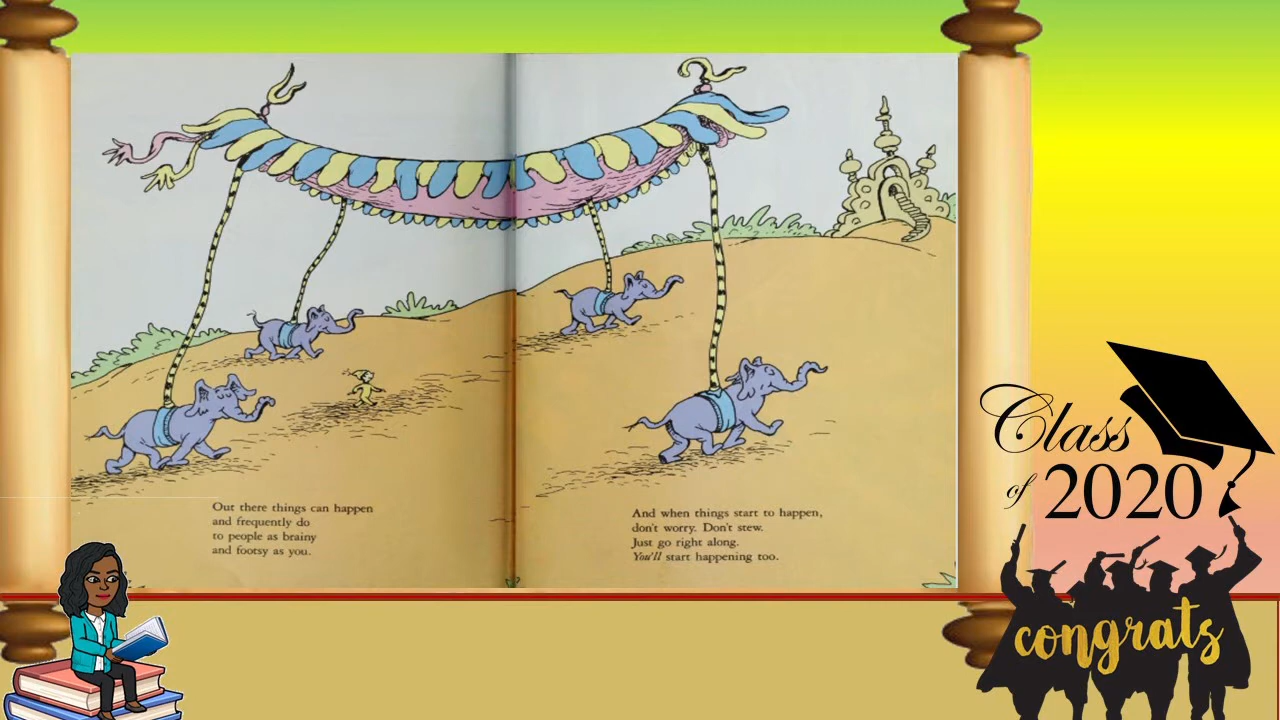 Out there things can happen
and frequently do
to people as brainy
and footsy as you.
And when things start to happen,
don't worry. Don't stew.
Just go right along.
You'll start happening too.
Class
of 2020
congrats